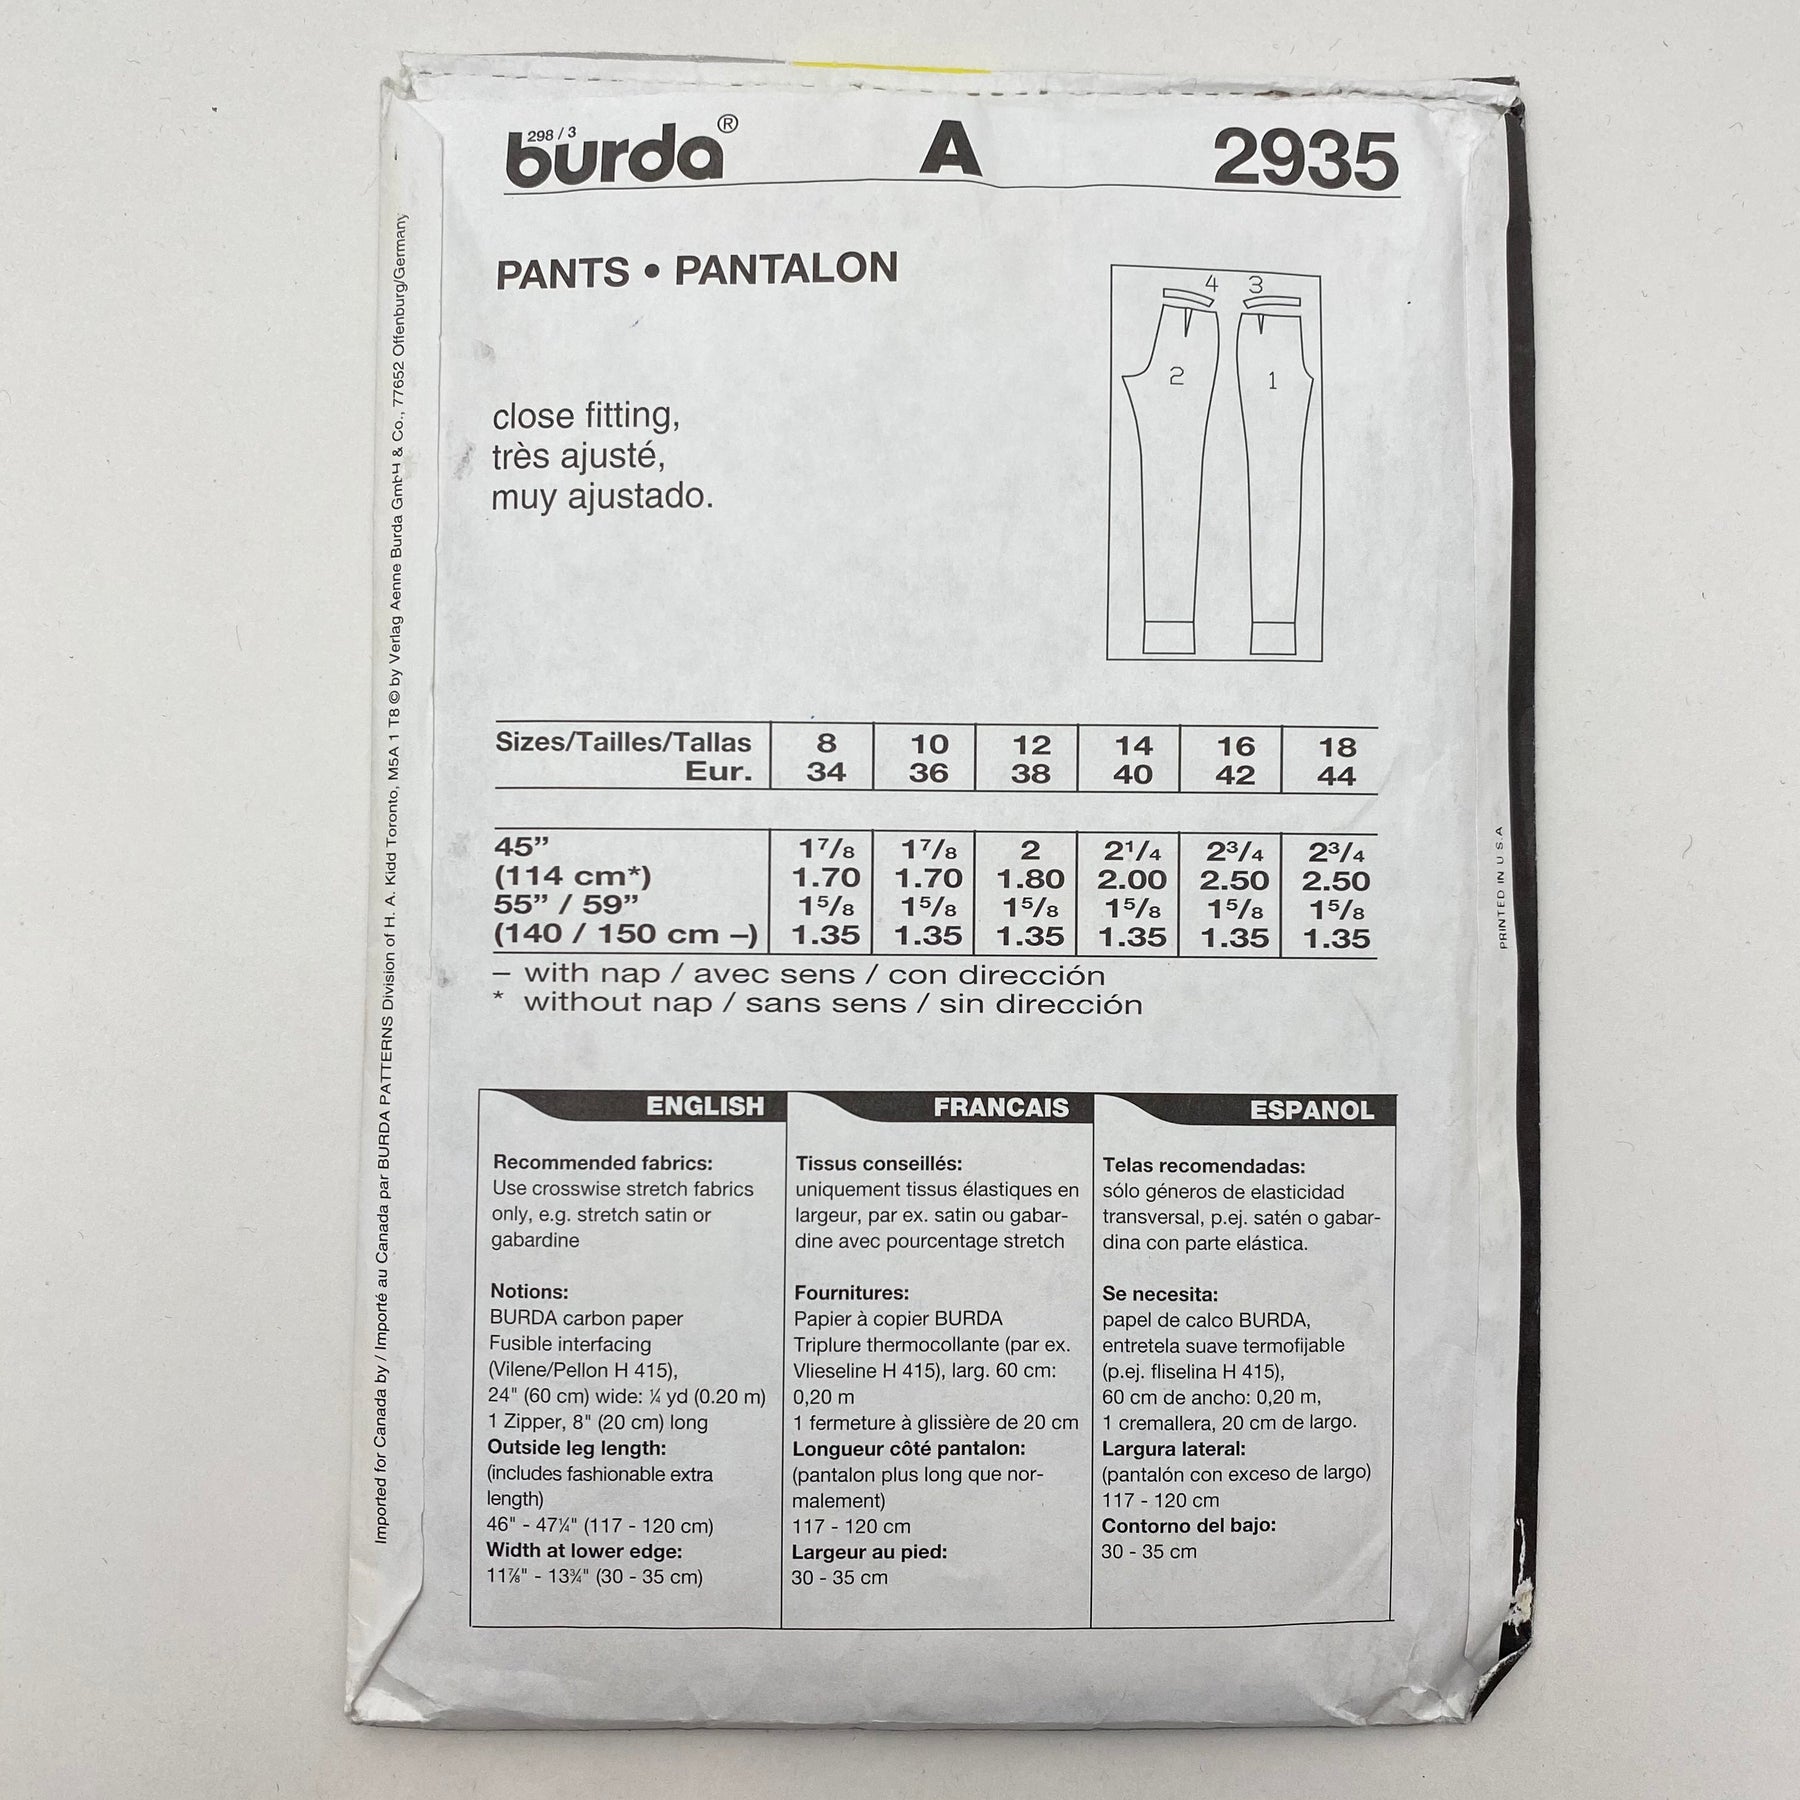 298 / 3
burda® A 2935
PANTS • PANTALON
4 3
2 1
close fitting,
très ajusté,
muy ajustado.
Sizes/Tailles/Tallas 8 10 12 14 16 18
Eur. 34 36 38 40 42 44
45” 1⁷/₈ 1⁷/₈ 2 2¹/₄ 2³/₄ 2³/₄
(114 cm*) 1.70 1.70 1.80 2.00 2.50 2.50
55” / 59” 1⁵/₈ 1⁵/₈ 1⁵/₈ 1⁵/₈ 1⁵/₈ 1⁵/₈
(140 / 150 cm –) 1.35 1.35 1.35 1.35 1.35 1.35
– with nap / avec sens / con dirección
* without nap / sans sens / sin dirección
ENGLISH
Recommended fabrics:
Use crosswise stretch fabrics
only, e.g. stretch satin or
gabardine
Notions:
BURDA carbon paper
Fusible interfacing
(Vilene/Pellon H 415),
24" (60 cm) wide: ¼ yd (0.20 m)
1 Zipper, 8" (20 cm) long
Outside leg length:
(includes fashionable extra
length)
46" - 47¼" (117 - 120 cm)
Width at lower edge:
11⅞" - 13¾" (30 - 35 cm)
FRANCAIS
Tissus conseillés:
uniquement tissus élastiques en
largeur, par ex. satin ou gabar-
dine avec pourcentage stretch
Fournitures:
Papier à copier BURDA
Triplure thermocollante (par ex.
Vlieseline H 415), larg. 60 cm:
0,20 m
1 fermeture à glissière de 20 cm
Longueur côté pantalon:
(pantalon plus long que nor-
malement)
117 - 120 cm
Largeur au pied:
30 - 35 cm
ESPANOL
Telas recomendadas:
sólo géneros de elasticidad
transversal, p.ej. satén o gabar-
dina con parte elástica.
Se necesita:
papel de calco BURDA,
entretela suave termofijable
(p.ej. fliselina H 415),
60 cm de ancho: 0,20 m,
1 cremallera, 20 cm de largo.
Largura lateral:
(pantalón con exceso de largo)
117 - 120 cm
Contorno del bajo:
30 - 35 cm
Imported for Canada by / Importé au Canada par BURDA PATTERNS Division of H. A. Kidd Toronto, M5A 1 T8 © by Verlag Aenne Burda GmbH & Co., 77652 Offenburg/Germany
PRINTED IN U S A